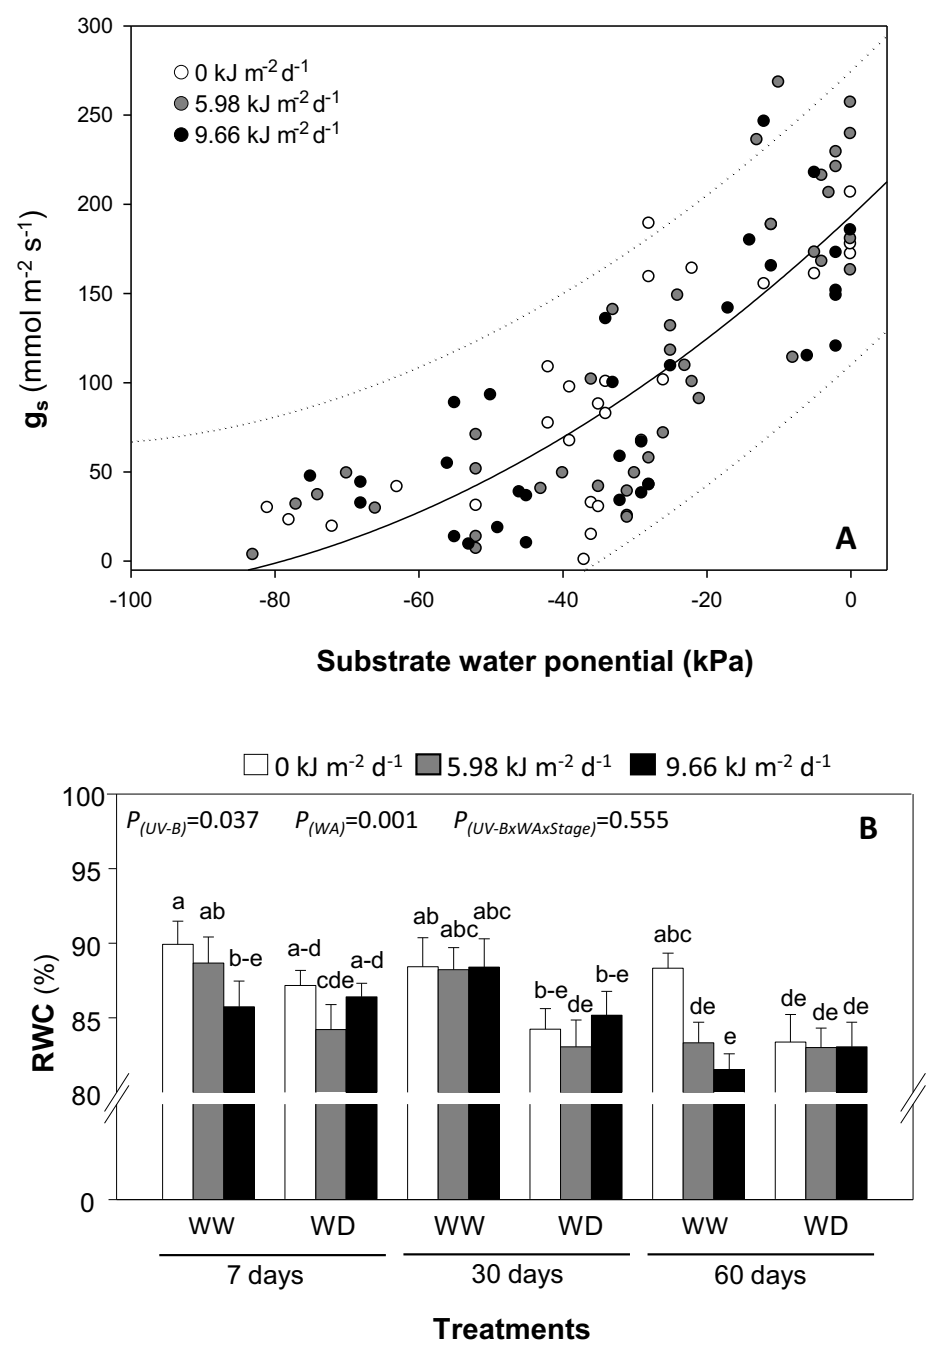 300
250
200
150
100
50
0
g_s (mmol m⁻² s⁻¹)
0 kJ m⁻² d⁻¹
5.98 kJ m⁻² d⁻¹
9.66 kJ m⁻² d⁻¹
A
-100 -80 -60 -40 -20 0
Substrate water ponential (kPa)
0 kJ m⁻² d⁻¹ 5.98 kJ m⁻² d⁻¹ 9.66 kJ m⁻² d⁻¹
100
95
90
85
80
0
RWC (%)
P(UV-B)=0.037 P(WA)=0.001 P(UV-BxWAxStage)=0.555
B
a ab b-e a-d cde a-d ab abc abc b-e de b-e abc de e de de de
WW WD WW WD WW WD
7 days 30 days 60 days
Treatments